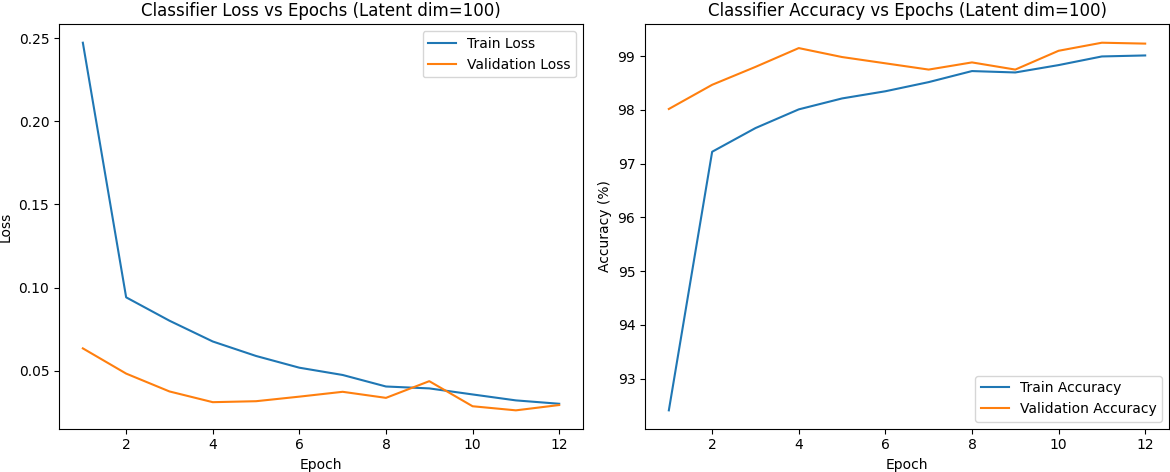 Classifier Loss vs Epochs (Latent dim=100)
0.25
0.20
0.15
0.10
0.05
Loss
2 4 6 8 10 12
Epoch
Train Loss
Validation Loss
Classifier Accuracy vs Epochs (Latent dim=100)
99
98
97
96
95
94
93
Accuracy (%)
2 4 6 8 10 12
Epoch
Train Accuracy
Validation Accuracy